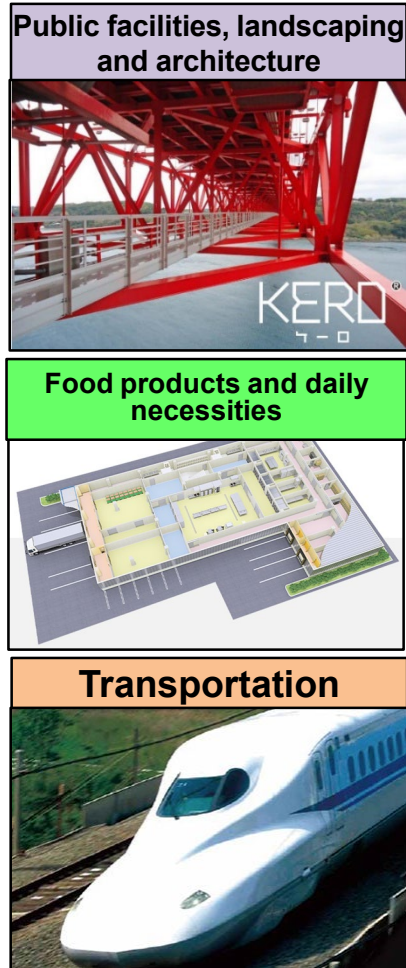 Public facilities, landscaping
and architecture
KERO®
ケーロ
Food products and daily
necessities
Transportation